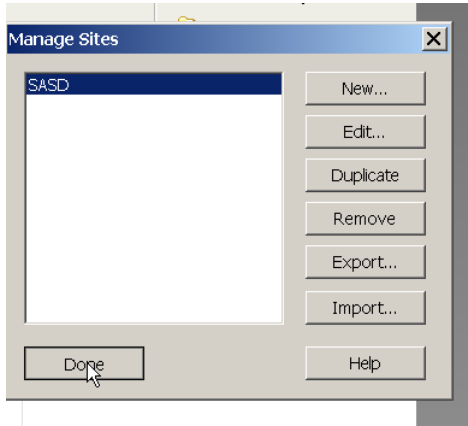 Manage Sites
SASD
New...
Edit...
Duplicate
Remove
Export...
Import...
Done
Help